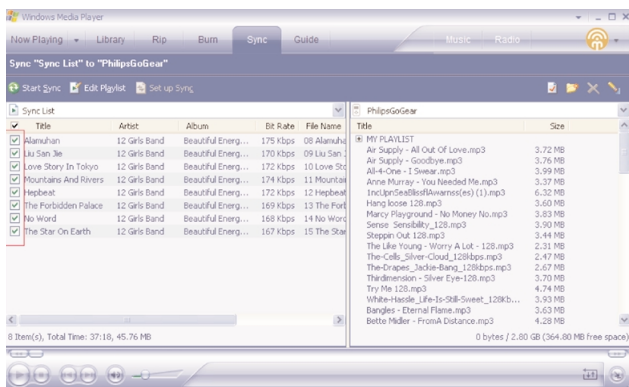 Windows Media Player
Now Playing Library Rip Burn Sync Guide Music Radio
Sync "Sync List" to "PhilipsGoGear"
Start Sync Edit Playlist Set up Sync
Sync List PhilipsGoGear
Title Artist Album Bit Rate File Name Title Size
Alamuhan 12 Girls Band Beautiful Energ... 175 Kbps 08 Alamuha
Liu San Jie 12 Girls Band Beautiful Energ... 170 Kbps 09 Liu San
Love Story In Tokyo 12 Girls Band Beautiful Energ... 172 Kbps 10 Love Sto
Mountains And Rivers 12 Girls Band Beautiful Energ... 174 Kbps 11 Mountain
Hepbeat 12 Girls Band Beautiful Energ... 172 Kbps 12 Hepbeat
The Forbidden Palace 12 Girls Band Beautiful Energ... 169 Kbps 13 The Forb
No Word 12 Girls Band Beautiful Energ... 168 Kbps 14 No Word
The Star On Earth 12 Girls Band Beautiful Energ... 167 Kbps 15 The Star
MY PLAYLIST
Air Supply - All Out Of Love.mp3 3.72 MB
Air Supply - Goodbye.mp3 3.76 MB
All-4-One - I Swear.mp3 3.99 MB
Anne Murray - You Needed Me.mp3 3.37 MB
IncUpnSeaBlissflAwarnss(es) (1).mp3 6.32 MB
Hang loose 128.mp3 3.60 MB
Marcy Playground - No Money No.mp3 3.83 MB
Sense_Sensibility_128.mp3 3.90 MB
Steppin Out 128.mp3 3.44 MB
The Like Young - Worry A Lot - 128.mp3 2.31 MB
The-Cells_Silver-Cloud_128kbps.mp3 2.47 MB
The-Drapes_Jackie-Bang_128kbps.mp3 2.67 MB
Thirdimension - Silver Eye-128.mp3 3.70 MB
Try Me 128.mp3 4.74 MB
White-Hassle_Life-Is-Still-Sweet_128kb... 3.93 MB
Bangles - Eternal Flame.mp3 3.63 MB
Bette Midler - FromA Distance.mp3 4.28 MB
8 Item(s), Total Time: 37:18, 45.76 MB 0 bytes / 2.80 GB (364.80 MB free space)